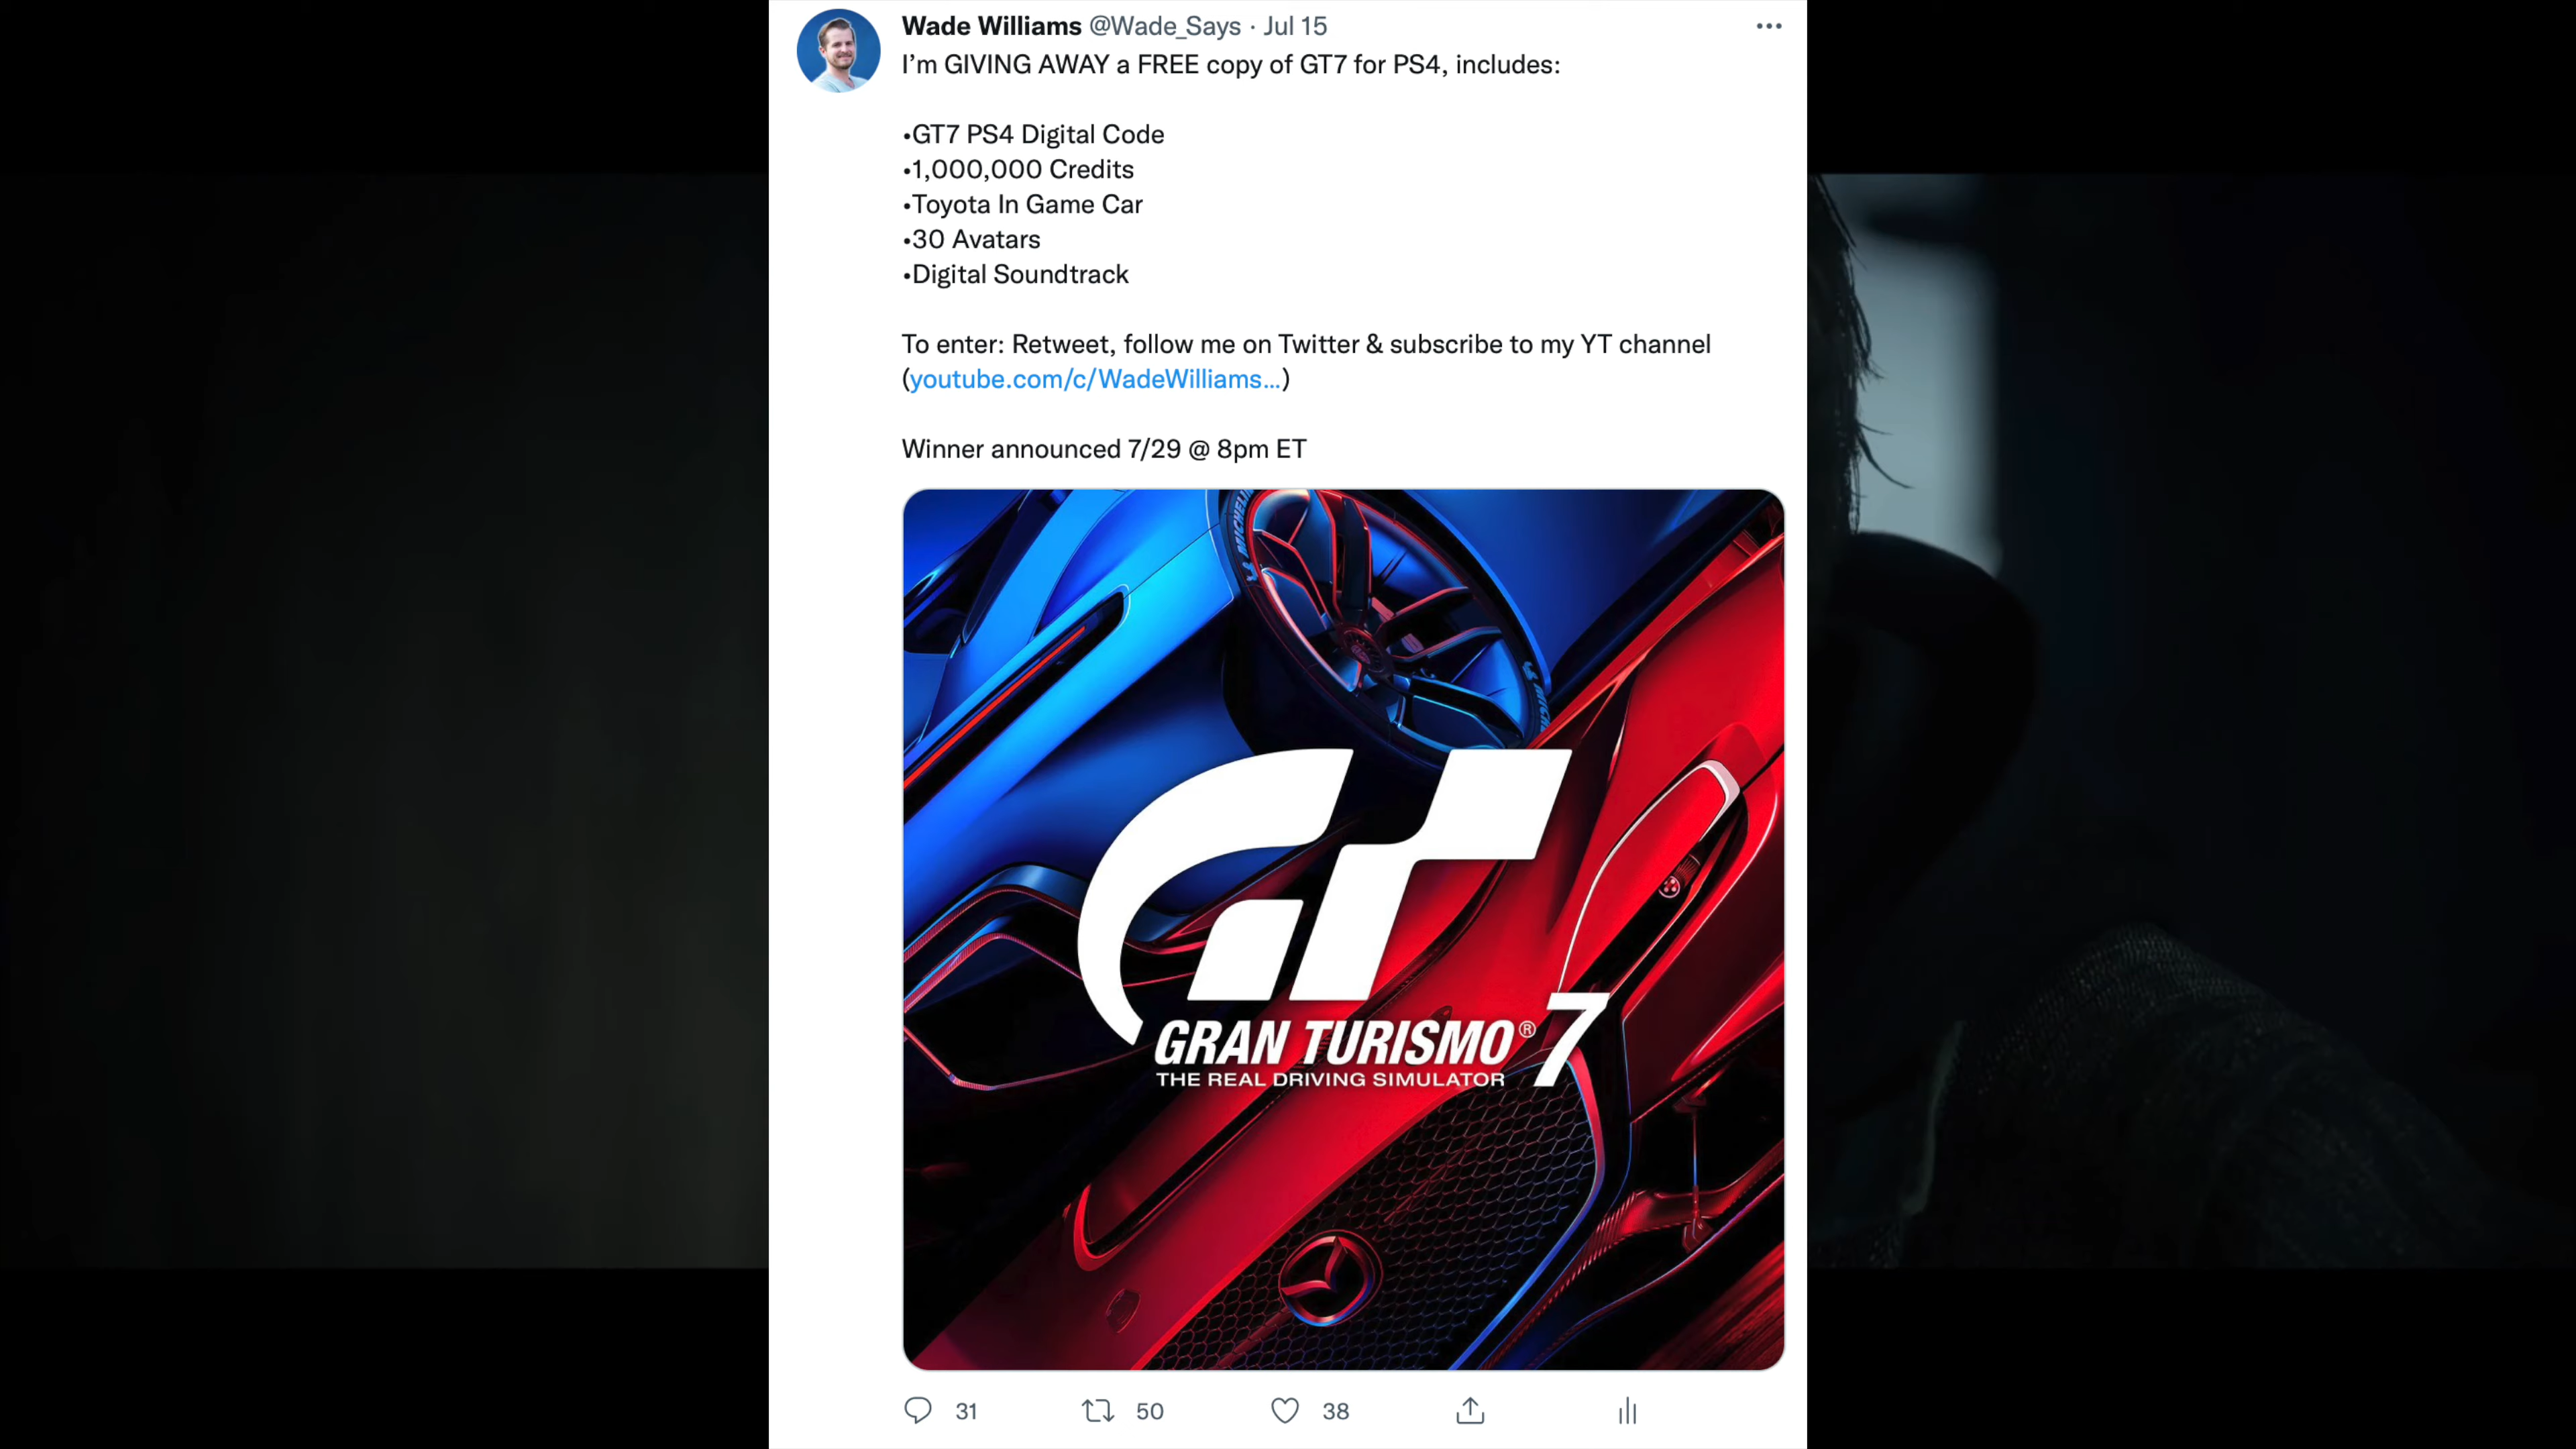 Wade Williams @Wade_Says · Jul 15
I’m GIVING AWAY a FREE copy of GT7 for PS4, includes:
•GT7 PS4 Digital Code
•1,000,000 Credits
•Toyota In Game Car
•30 Avatars
•Digital Soundtrack
To enter: Retweet, follow me on Twitter & subscribe to my YT channel
(youtube.com/c/WadeWilliams...)
Winner announced 7/29 @ 8pm ET
MICHELIN
GT
GRAN TURISMO® 7
THE REAL DRIVING SIMULATOR
31 50 38